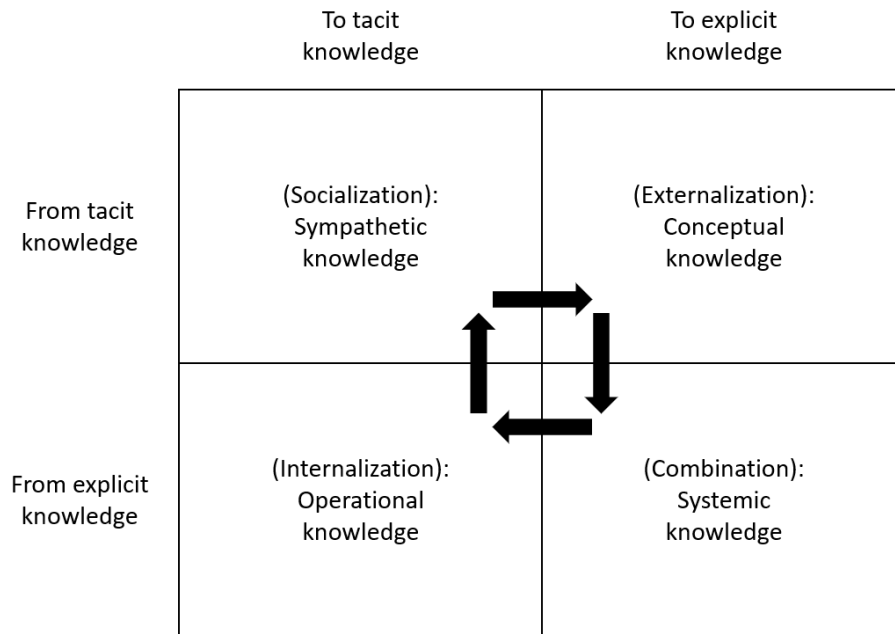 To tacit
knowledge
To explicit
knowledge
From tacit
knowledge
(Socialization):
Sympathetic
knowledge
(Externalization):
Conceptual
knowledge
From explicit
knowledge
(Internalization):
Operational
knowledge
(Combination):
Systemic
knowledge